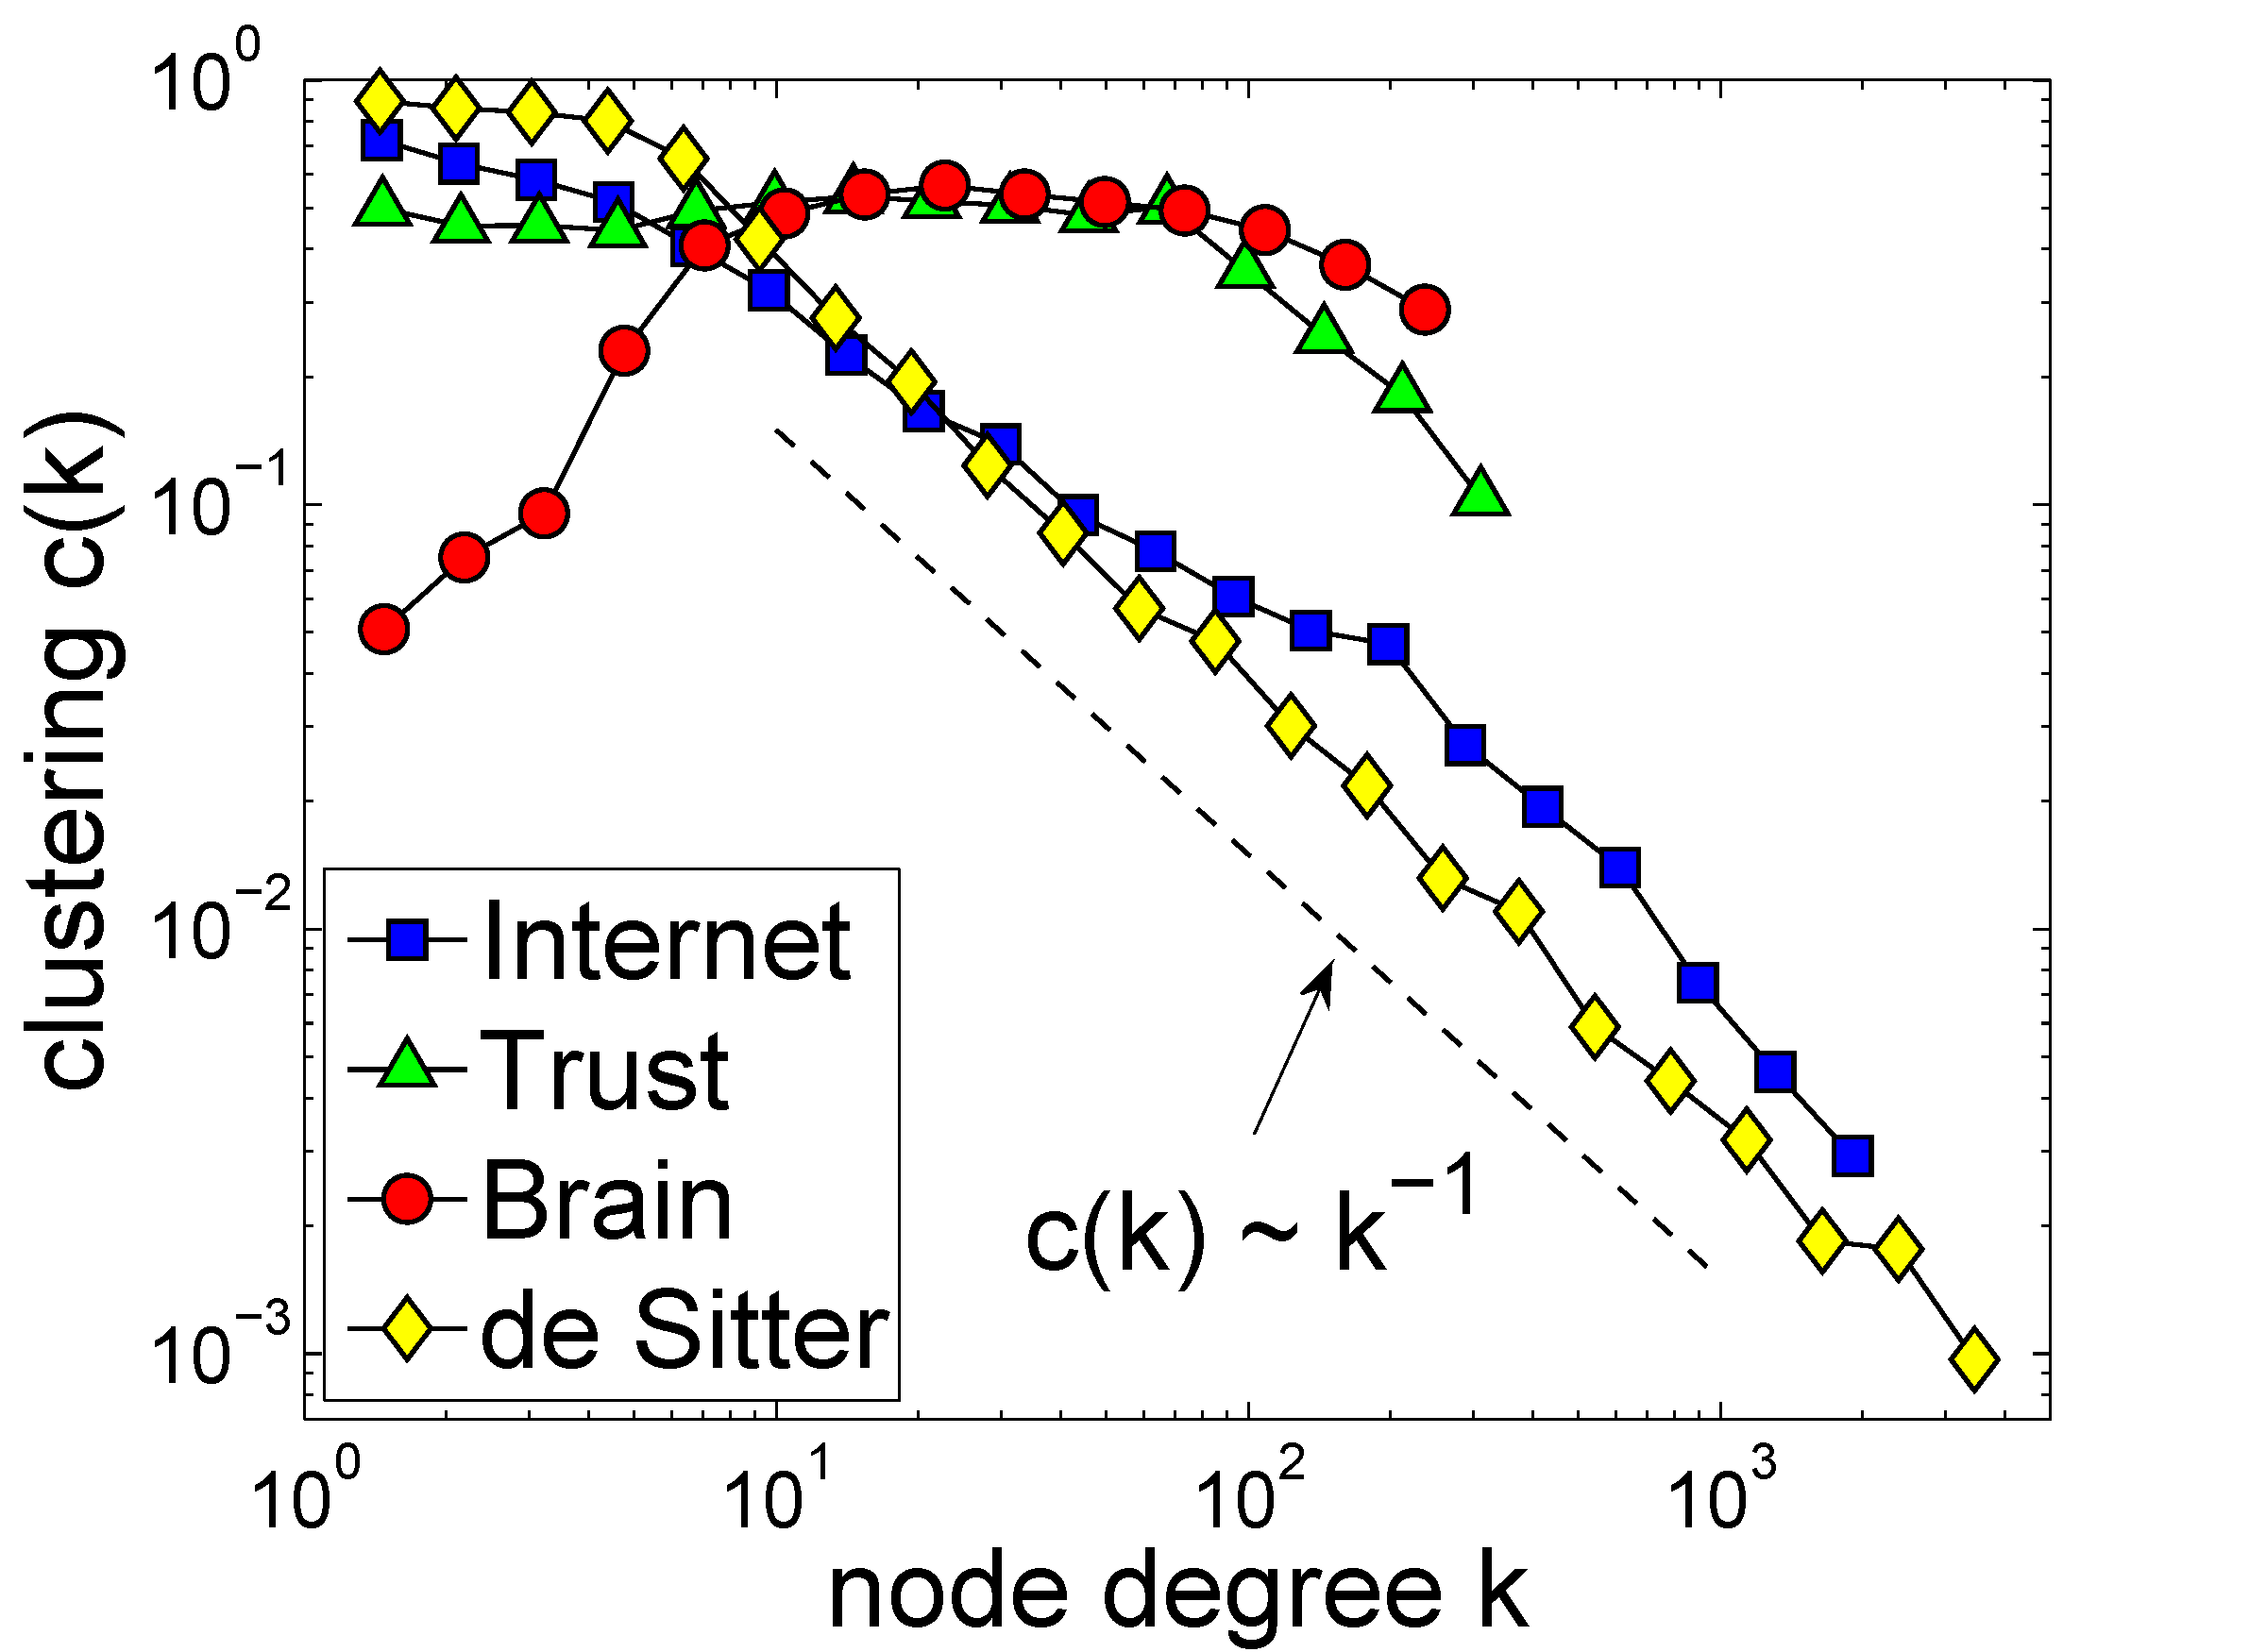 clustering c(k)
10^0
10^−1
10^−2
10^−3
Internet
Trust
Brain
de Sitter
c(k) ~ k^−1
10^0
10^1
10^2
10^3
node degree k